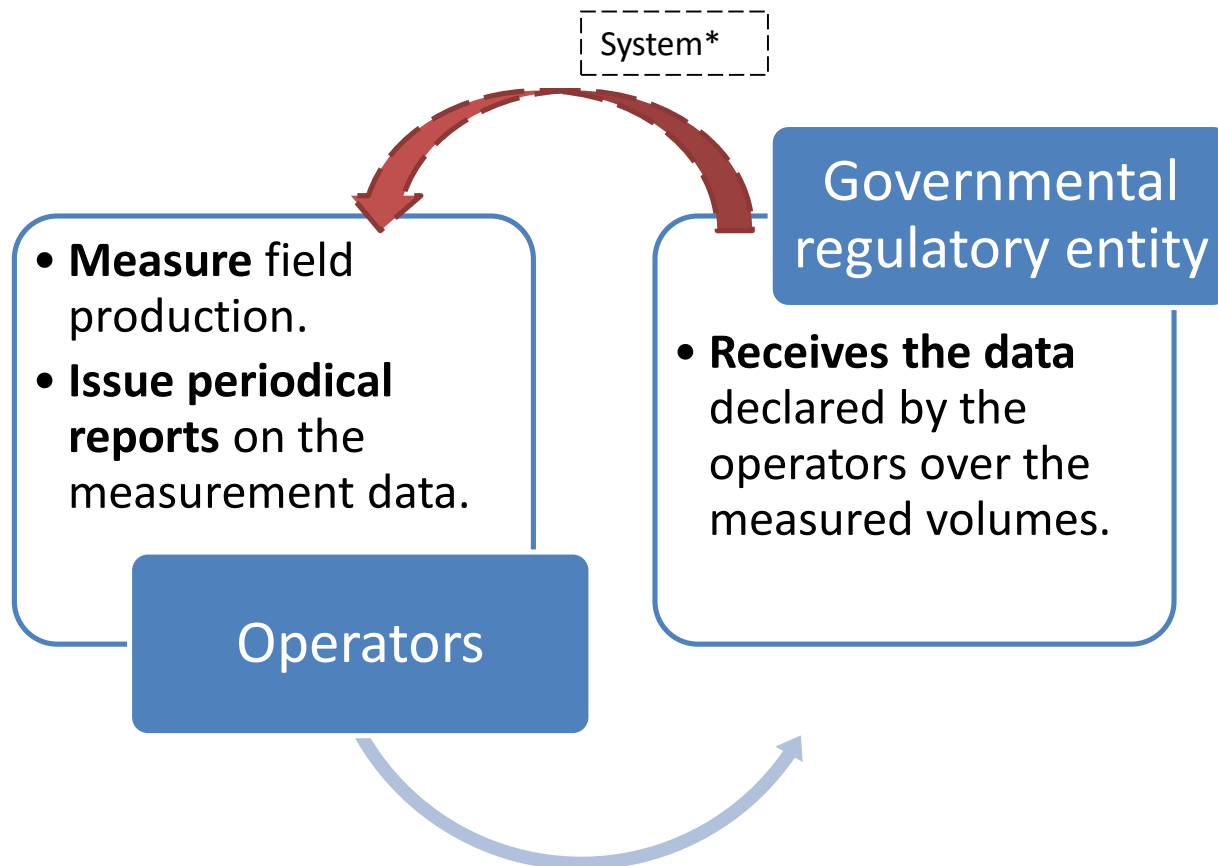 System*
Governmental
regulatory entity
• Measure field
production.
• Issue periodical
reports on the
measurement data.
Operators
• Receives the data
declared by the
operators over the
measured volumes.